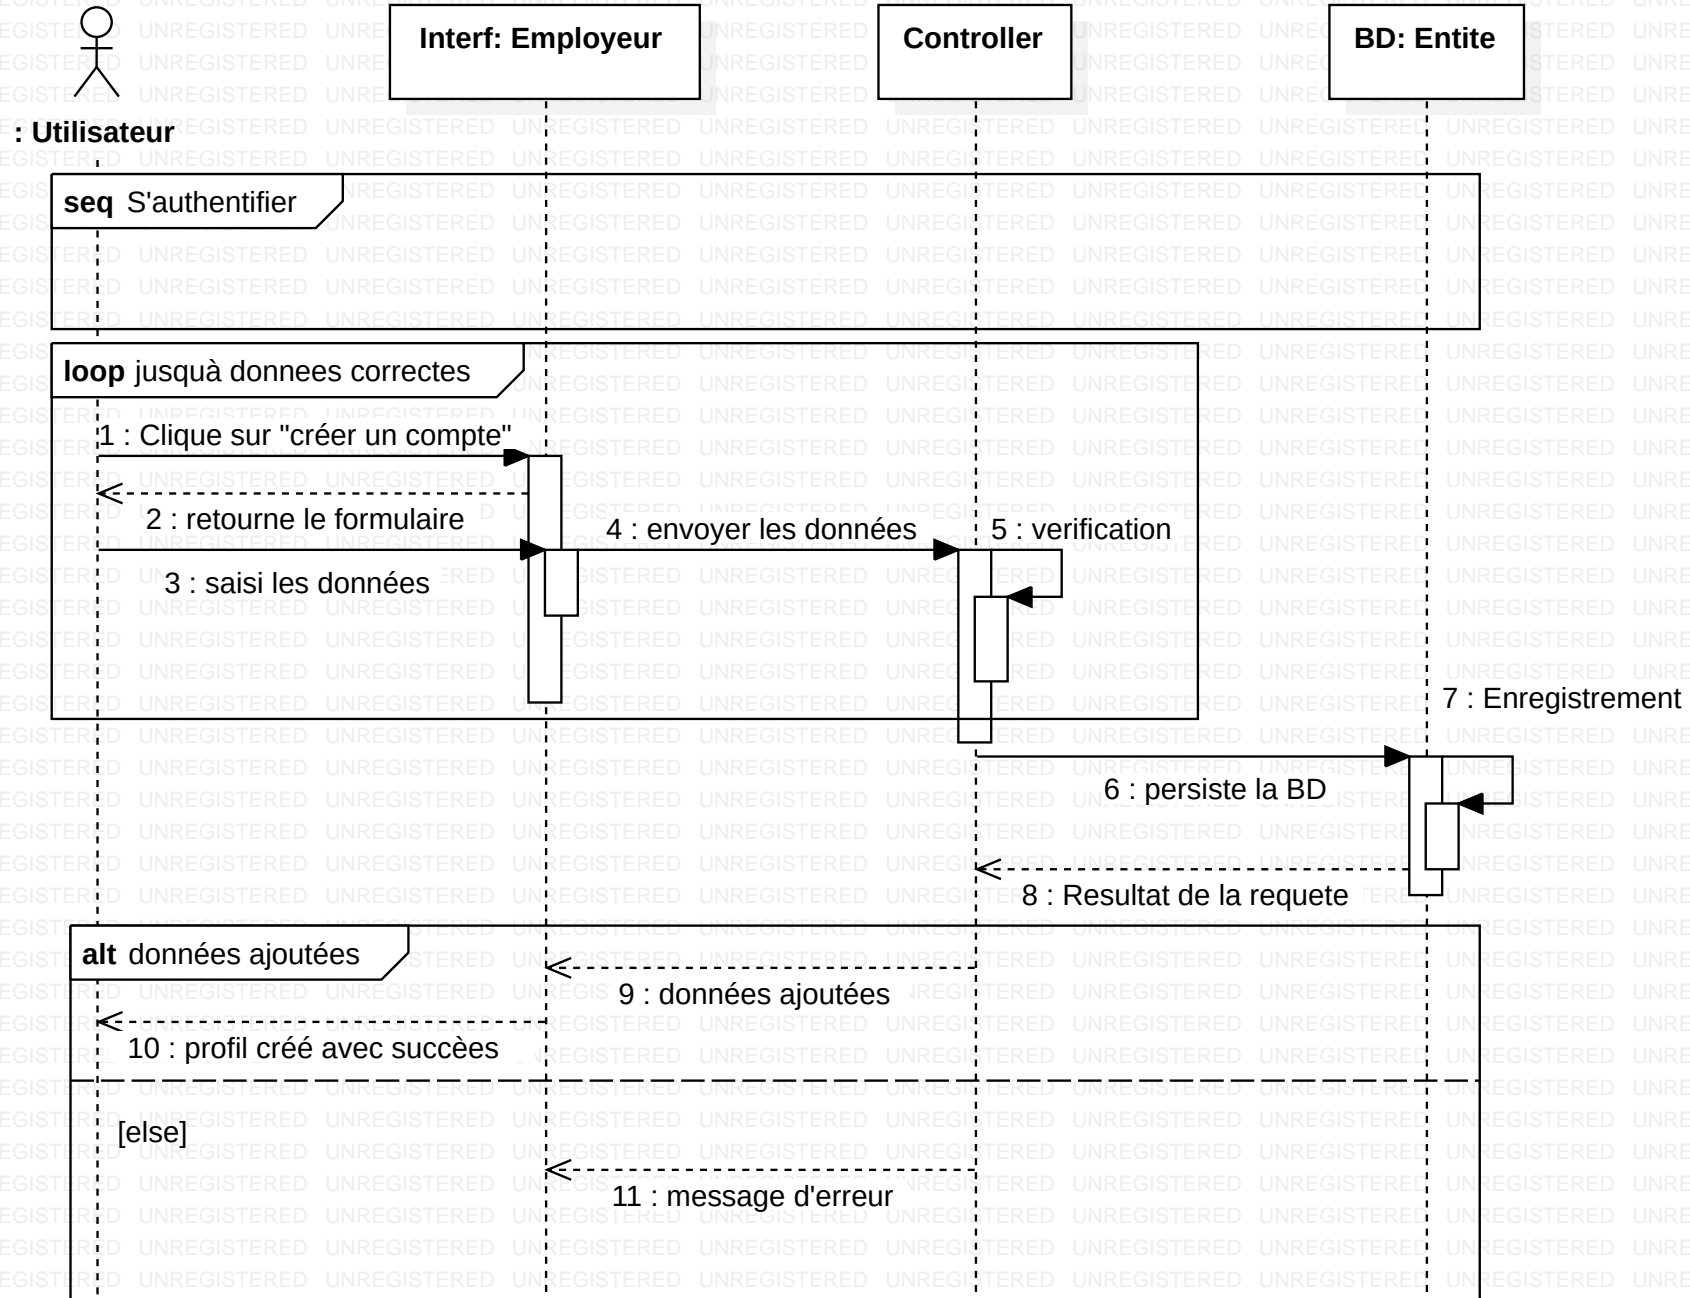 Interf: Employeur
Controller
BD: Entite
: Utilisateur
seq S'authentifier
loop jusquà donnees correctes
1 : Clique sur "créer un compte"
2 : retourne le formulaire
4 : envoyer les données
5 : verification
3 : saisi les données
7 : Enregistrement
6 : persiste la BD
8 : Resultat de la requete
alt données ajoutées
9 : données ajoutées
10 : profil créé avec succèes
[else]
11 : message d'erreur
UNREGISTERED